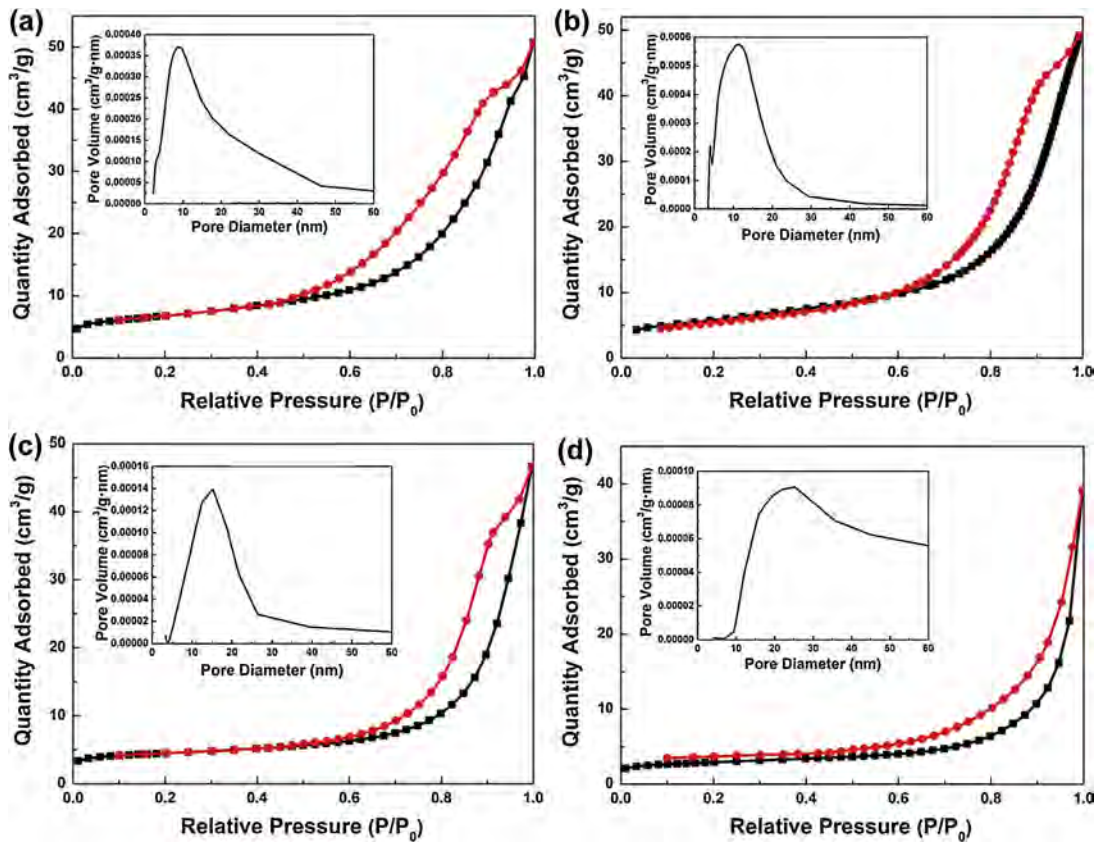 (a)
Quantity Adsorbed (cm³/g)
50
40
30
20
10
0
0.0 0.2 0.4 0.6 0.8 1.0
Relative Pressure (P/P₀)
Pore Volume (cm³/g·nm)
0.00040
0.00035
0.00030
0.00025
0.00020
0.00015
0.00010
0.00005
0.00000
0 10 20 30 40 50 60
Pore Diameter (nm)
(b)
Quantity Adsorbed (cm³/g)
50
40
30
20
10
0
0.0 0.2 0.4 0.6 0.8 1.0
Relative Pressure (P/P₀)
Pore Volume (cm³/g·nm)
0.0006
0.0005
0.0004
0.0003
0.0002
0.0001
0.0000
0 10 20 30 40 50 60
Pore Diameter (nm)
(c)
Quantity Adsorbed (cm³/g)
50
40
30
20
10
0
0.0 0.2 0.4 0.6 0.8 1.0
Relative Pressure (P/P₀)
Pore Volume (cm³/g·nm)
0.00016
0.00014
0.00012
0.00010
0.00008
0.00006
0.00004
0.00002
0.00000
0 10 20 30 40 50 60
Pore Diameter (nm)
(d)
Quantity Adsorbed (cm³/g)
40
30
20
10
0
0.0 0.2 0.4 0.6 0.8 1.0
Relative Pressure (P/P₀)
Pore Volume (cm³/g·nm)
0.00010
0.00008
0.00006
0.00004
0.00002
0.00000
0 10 20 30 40 50 60
Pore Diameter (nm)